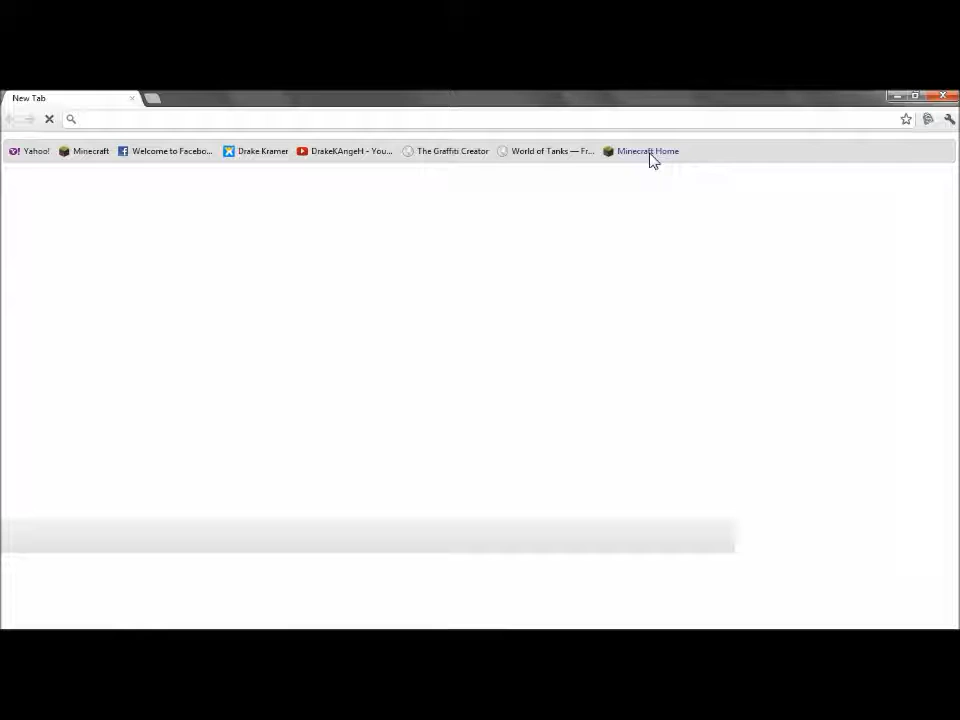 New Tab
Yahoo! Minecraft Welcome to Facebo... Drake Kramer DrakeKAngeH - You... The Graffiti Creator World of Tanks — Fr... Minecraft Home